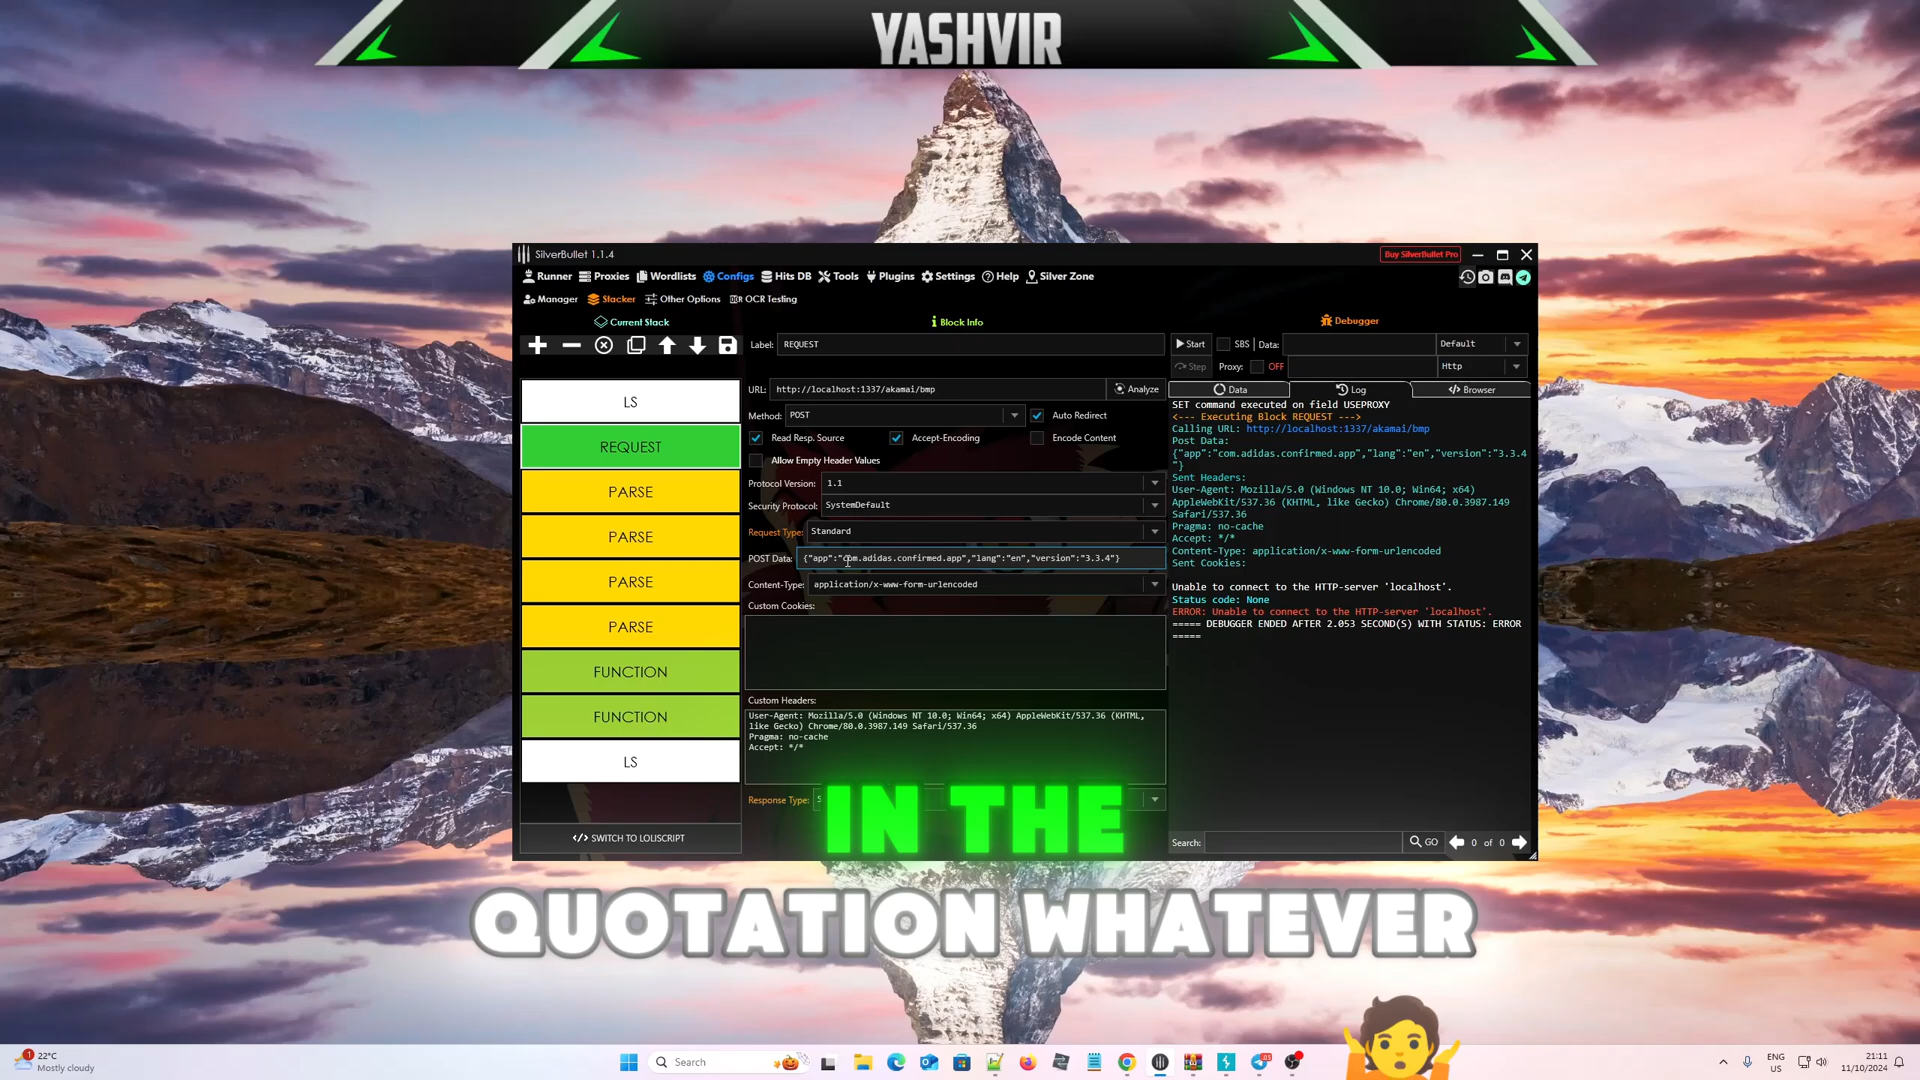 YASHVIR
SilverBullet 1.1.4
Buy SilverBullet Pro
Runner Proxies Wordlists Configs Hits DB Tools Plugins Settings Help Silver Zone
Manager Stacker Other Options OCR Testing
Current Stack
Block Info
Debugger
Label: REQUEST
Start SBS Data: Default
URL: http://localhost:1337/akamai/bmp Analyze
Step Proxy: OFF Http
Data Log Browser
Method: POST Auto Redirect
Read Resp. Source Accept-Encoding Encode Content
Allow Empty Header Values
Protocol Version: 1.1
Security Protocol: SystemDefault
Request Type: Standard
POST Data: {"app":"com.adidas.confirmed.app","lang":"en","version":"3.3.4"}
Content-Type: application/x-www-form-urlencoded
Custom Cookies:
Custom Headers:
User-Agent: Mozilla/5.0 (Windows NT 10.0; Win64; x64) AppleWebKit/537.36 (KHTML,
like Gecko) Chrome/80.0.3987.149 Safari/537.36
Pragma: no-cache
Accept: */*
Response Type:
LS
REQUEST
PARSE
PARSE
PARSE
PARSE
FUNCTION
FUNCTION
LS
SWITCH TO LOLISCRIPT
SET command executed on field USEPROXY
<--- Executing Block REQUEST --->
Calling URL: http://localhost:1337/akamai/bmp
Post Data:
{"app":"com.adidas.confirmed.app","lang":"en","version":"3.3.4
"}
Sent Headers:
User-Agent: Mozilla/5.0 (Windows NT 10.0; Win64; x64)
AppleWebKit/537.36 (KHTML, like Gecko) Chrome/80.0.3987.149
Safari/537.36
Pragma: no-cache
Accept: */*
Content-Type: application/x-www-form-urlencoded
Sent Cookies:
Unable to connect to the HTTP-server 'localhost'.
Status code: None
ERROR: Unable to connect to the HTTP-server 'localhost'.
===== DEBUGGER ENDED AFTER 2.053 SECOND(S) WITH STATUS: ERROR
=====
Search: GO 0 of 0
IN THE
QUOTATION WHATEVER
1
22°C
Mostly cloudy
Search
ENG
US
21:11
11/10/2024